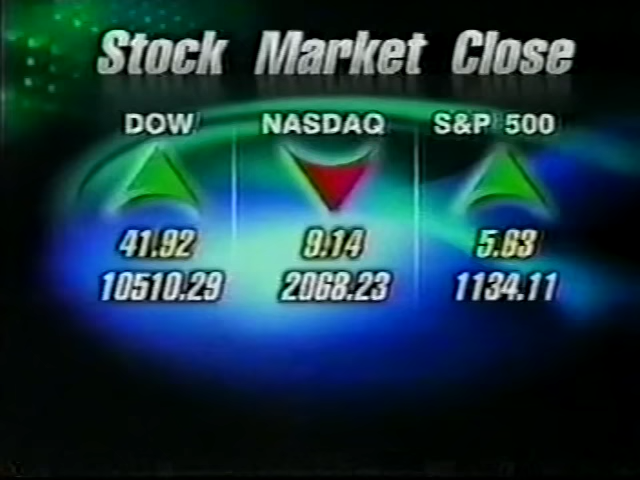 Stock Market Close
DOW NASDAQ S&P 500
41.92 9.14 5.63
10510.29 2068.23 1134.11